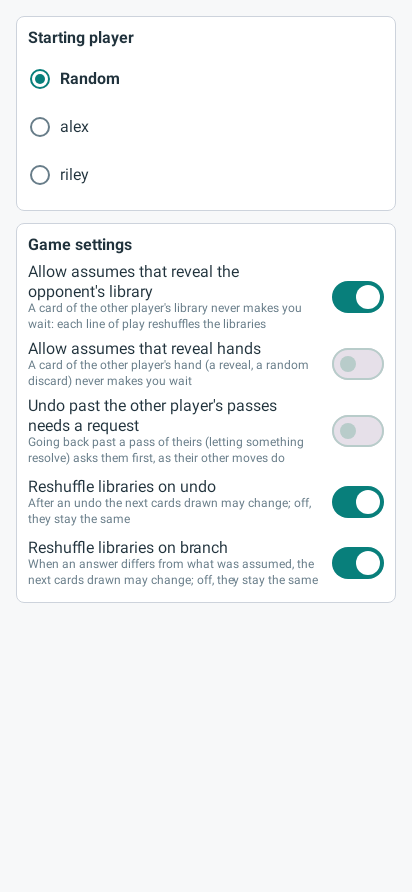 Starting player
Random
alex
riley
Game settings
Allow assumes that reveal the
opponent's library
A card of the other player's library never makes you
wait: each line of play reshuffles the libraries
Allow assumes that reveal hands
A card of the other player's hand (a reveal, a random
discard) never makes you wait
Undo past the other player's passes
needs a request
Going back past a pass of theirs (letting something
resolve) asks them first, as their other moves do
Reshuffle libraries on undo
After an undo the next cards drawn may change; off,
they stay the same
Reshuffle libraries on branch
When an answer differs from what was assumed, the
next cards drawn may change; off, they stay the same